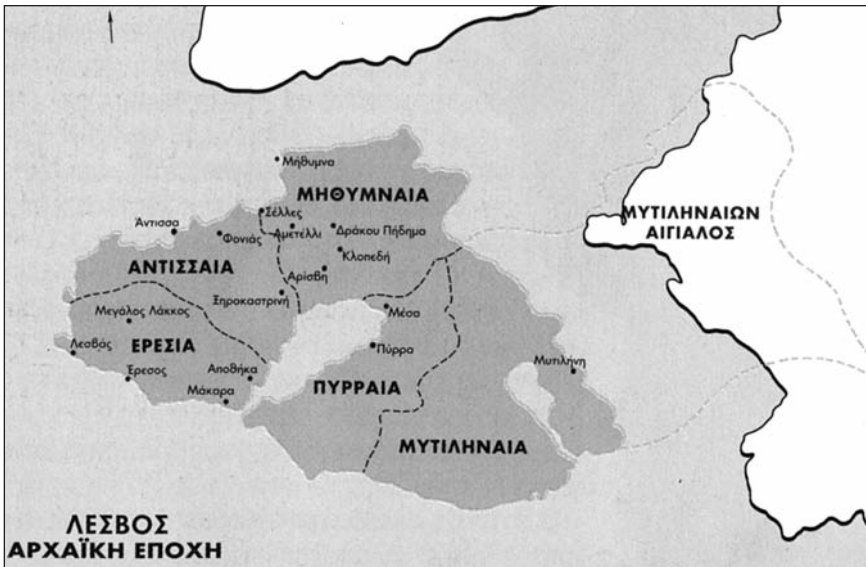 Μήθυμνα
ΜΗΘΥΜΝΑΙΑ
Σέλλες
ΜΥΤΙΛΗΝΑΙΩΝ
ΑΙΓΙΑΛΟΣ
Άντισσα
Φονιάς
Αμετέλλι
Δράκου Πήδημα
Κλοπεδή
ΑΝΤΙΣΣΑΙΑ
Αρίσβη
Ξηροκαστρινή
Μεγάλος Λάκκος
Μέσα
Λεσβάς
ΕΡΕΣΙΑ
Πύρρα
Έρεσος
Αποθήκα
ΠΥΡΡΑΙΑ
Μυτιλήνη
Μάκαρα
ΜΥΤΙΛΗΝΑΙΑ
ΛΕΣΒΟΣ
ΑΡΧΑΪΚΗ ΕΠΟΧΗ